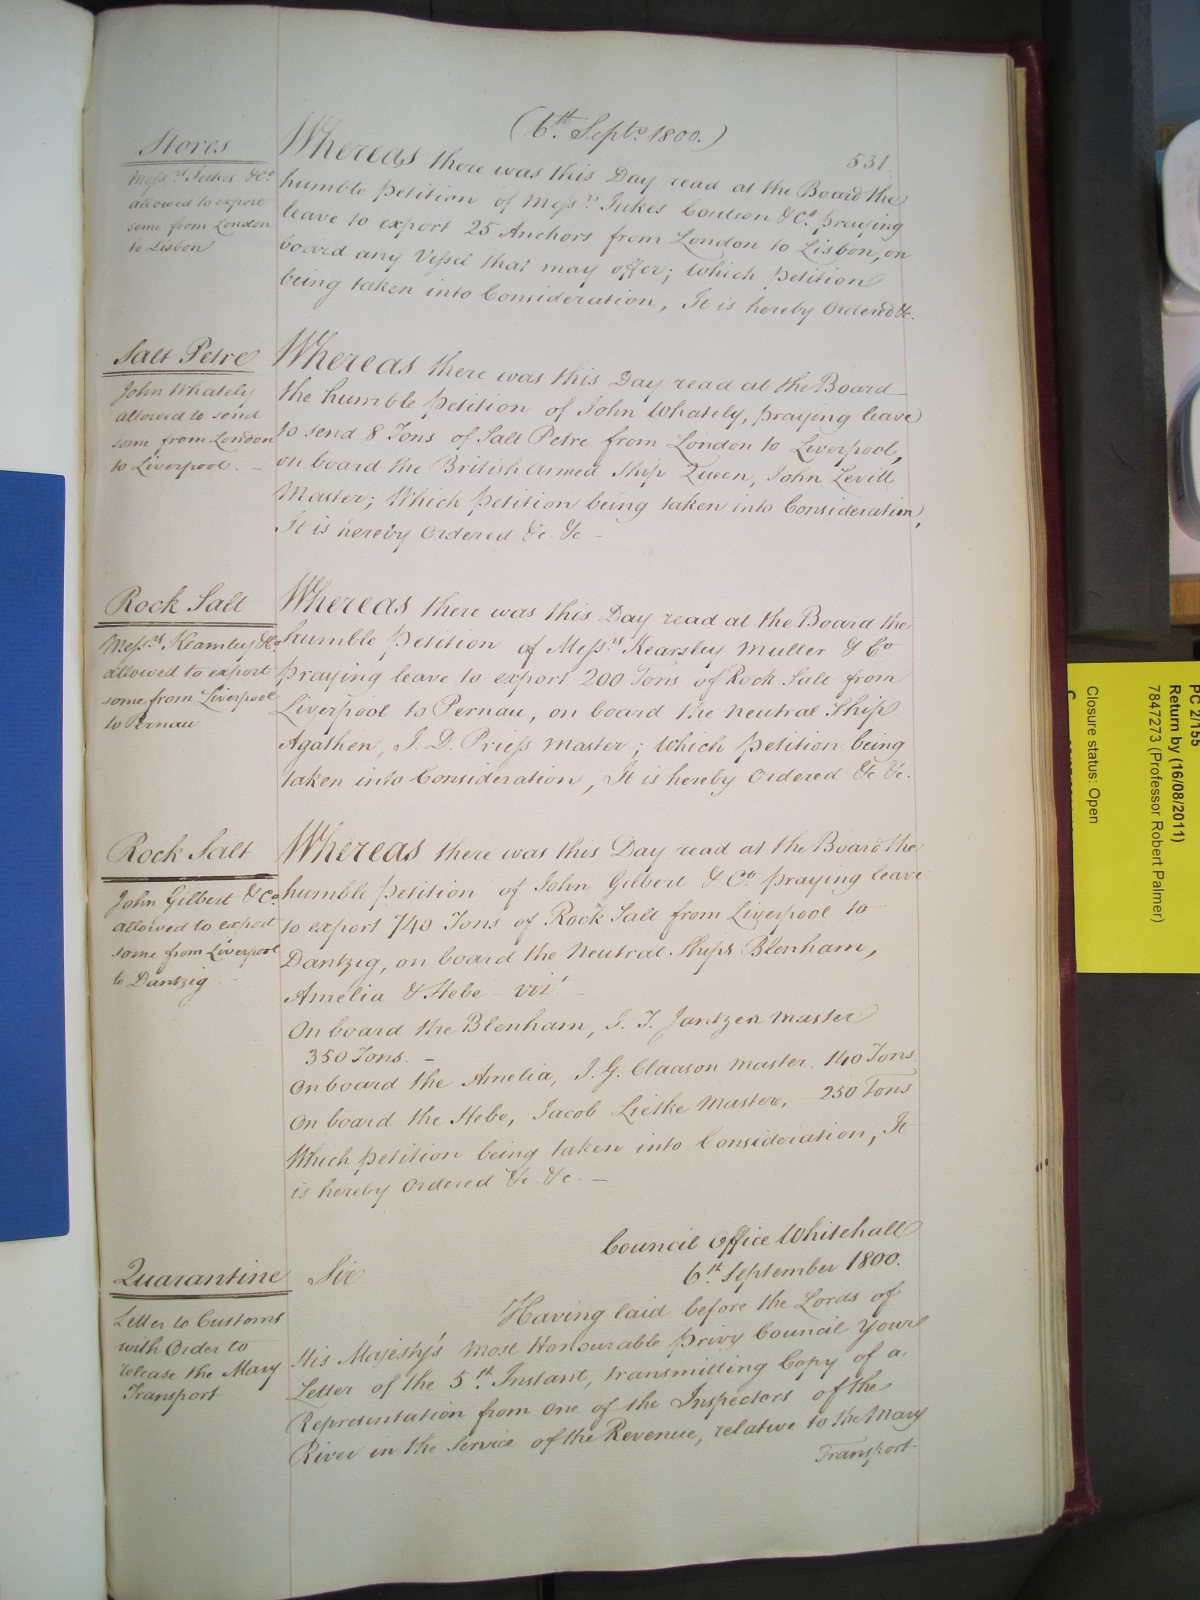 (6th Septr 1800.)
531.
Stores
Messrs Jukes &Co
allowed to export
some from London
to Lisbon
Whereas there was this Day read at the Board the
humble Petition of Messrs Jukes Coulson &Co praying
leave to export 25 Anchors from London to Lisbon, on
board any Vessel that may offer; Which Petition
being taken into Consideration, It is hereby Ordered &c.
Salt Petre
John Whately
allowed to send
some from London
to Liverpool. —
Whereas there was this Day read at the Board
the humble Petition of John Whately, praying leave
to send 8 Tons of Salt Petre from London to Liverpool,
on board the British armed Ship Queen, John Levitt
Master; Which Petition being taken into Consideration,
It is hereby Ordered &c. &c —
Rock Salt
Messrs &Co
allowed to export
some from Liverpool
to Pernau
Whereas there was this Day read at the Board the
humble Petition of Messrs Kearsley Muller & Co
praying leave to export 200 Tons of Rock Salt from
Liverpool to Pernau, on board the Neutral Ship
Agathen, J. D. Priess Master; Which Petition being
taken into Consideration, It is hereby Ordered &c &c.
Rock Salt
John Gilbert & Co
allowed to export
some from Liverpool
to Dantzig
Whereas there was this Day read at the Board the
humble Petition of John Gilbert & Co praying leave
to export 740 Tons of Rock Salt from Liverpool to
Dantzig, on board the Neutral Ships Blenham,
Amelia & Hebe vizt —
On board the Blenham, J. J. Jantzen Master
350 Tons. —
On board the Amelia, J. G. Claason Master. 140 Tons.
On board the Hebe, Jacob Lietke Master, 250 Tons
Which Petition being taken into Consideration, It
is hereby Ordered &c. &c. —
Council Office Whitehall
6th September 1800.
Quarantine
Letter to Customs
with Order to
release the Mary
Transport
Sir
Having laid before the Lords of
His Majesty's Most Honourable Privy Council Your
Letter of the 5th Instant, transmitting Copy of a
Representation from one of the Inspectors of the
River in the Service of the Revenue, relative to the Mary
Transport
PC 2/155
Return by (16/08/2011)
7847273 (Professor Robert Palmer)
Closure status: Open